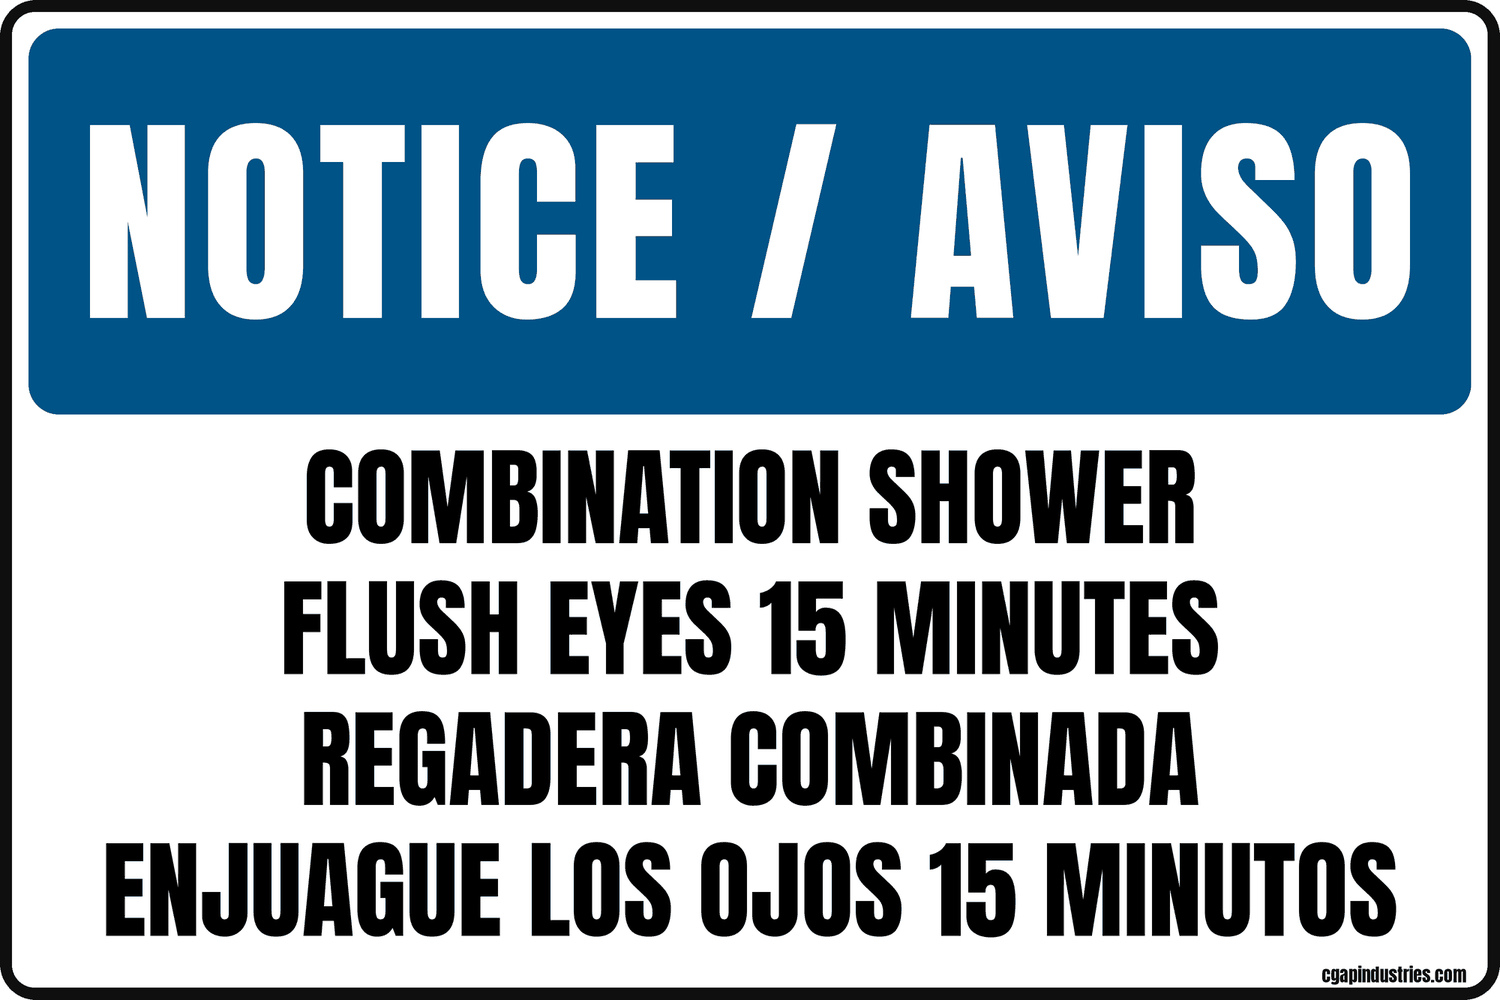 NOTICE / AVISO
COMBINATION SHOWER
FLUSH EYES 15 MINUTES
REGADERA COMBINADA
ENJUAGUE LOS OJOS 15 MINUTOS
cgapindustries.com